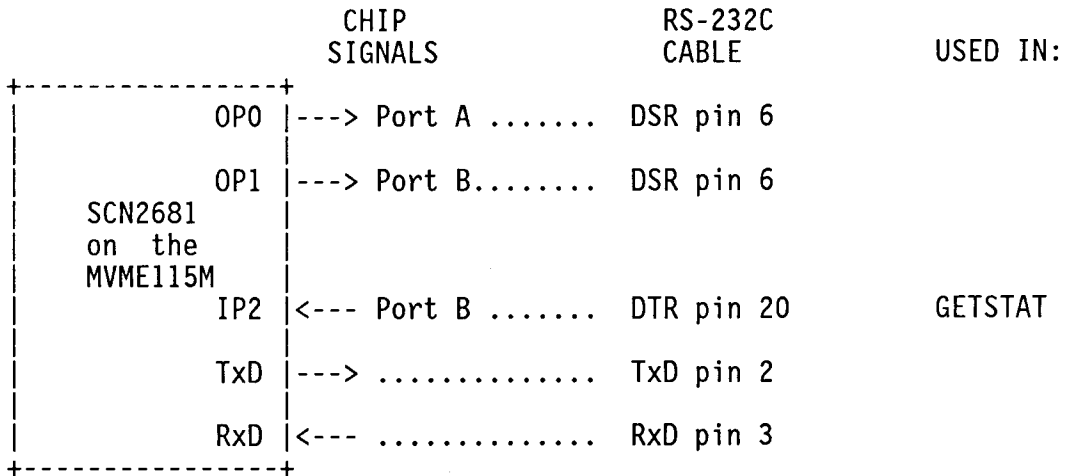 CHIP RS-232C
SIGNALS CABLE USED IN:
+----------------+
OP0 |---> Port A ....... DSR pin 6
OP1 |---> Port B........ DSR pin 6
SCN2681
on the
MVME115M
IP2 |<--- Port B ....... DTR pin 20 GETSTAT
TxD |---> .............. TxD pin 2
RxD |<--- .............. RxD pin 3
+----------------+